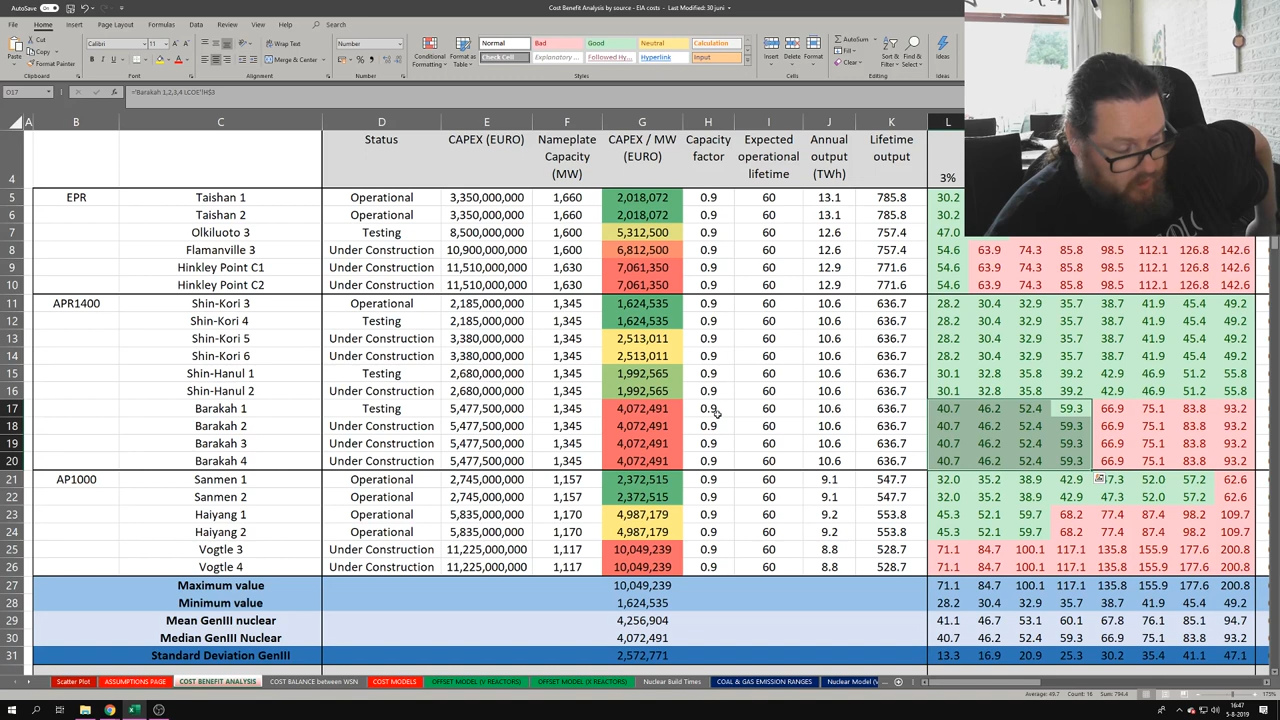 AutoSave On Cost Benefit Analysis by source - EIA costs - Last Modified: 30 juni
File Home Insert Page Layout Formulas Data Review View Help Search
Paste Cut Copy Format Painter Clipboard
Calibri 11 B I U Font
Wrap Text Merge & Center Alignment
Number % Number
Conditional Formatting Format as Table
Normal Bad Good Neutral Calculation
Check Cell Explanatory ... Followed Hy... Hyperlink Input
Styles
Insert Delete Format Cells
AutoSum Fill Clear Sort & Filter Find & Select Editing
Ideas Ideas
O17 ='Barakah 1,2,3,4 LCOE'!H$3
A B C D E F G H I J K L
4 Status CAPEX (EURO) Nameplate Capacity (MW) CAPEX / MW (EURO) Capacity factor Expected operational lifetime Annual output (TWh) Lifetime output 3%
5 EPR Taishan 1 Operational 3,350,000,000 1,660 2,018,072 0.9 60 13.1 785.8 30.2
6 Taishan 2 Operational 3,350,000,000 1,660 2,018,072 0.9 60 13.1 785.8 30.2
7 Olkiluoto 3 Testing 8,500,000,000 1,600 5,312,500 0.9 60 12.6 757.4 47.0
8 Flamanville 3 Under Construction 10,900,000,000 1,600 6,812,500 0.9 60 12.6 757.4 54.6 63.9 74.3 85.8 98.5 112.1 126.8 142.6
9 Hinkley Point C1 Under Construction 11,510,000,000 1,630 7,061,350 0.9 60 12.9 771.6 54.6 63.9 74.3 85.8 98.5 112.1 126.8 142.6
10 Hinkley Point C2 Under Construction 11,510,000,000 1,630 7,061,350 0.9 60 12.9 771.6 54.6 63.9 74.3 85.8 98.5 112.1 126.8 142.6
11 APR1400 Shin-Kori 3 Operational 2,185,000,000 1,345 1,624,535 0.9 60 10.6 636.7 28.2 30.4 32.9 35.7 38.7 41.9 45.4 49.2
12 Shin-Kori 4 Testing 2,185,000,000 1,345 1,624,535 0.9 60 10.6 636.7 28.2 30.4 32.9 35.7 38.7 41.9 45.4 49.2
13 Shin-Kori 5 Under Construction 3,380,000,000 1,345 2,513,011 0.9 60 10.6 636.7 28.2 30.4 32.9 35.7 38.7 41.9 45.4 49.2
14 Shin-Kori 6 Under Construction 3,380,000,000 1,345 2,513,011 0.9 60 10.6 636.7 28.2 30.4 32.9 35.7 38.7 41.9 45.4 49.2
15 Shin-Hanul 1 Testing 2,680,000,000 1,345 1,992,565 0.9 60 10.6 636.7 30.1 32.8 35.8 39.2 42.9 46.9 51.2 55.8
16 Shin-Hanul 2 Under Construction 2,680,000,000 1,345 1,992,565 0.9 60 10.6 636.7 30.1 32.8 35.8 39.2 42.9 46.9 51.2 55.8
17 Barakah 1 Testing 5,477,500,000 1,345 4,072,491 0.9 60 10.6 636.7 40.7 46.2 52.4 59.3 66.9 75.1 83.8 93.2
18 Barakah 2 Under Construction 5,477,500,000 1,345 4,072,491 0.9 60 10.6 636.7 40.7 46.2 52.4 59.3 66.9 75.1 83.8 93.2
19 Barakah 3 Under Construction 5,477,500,000 1,345 4,072,491 0.9 60 10.6 636.7 40.7 46.2 52.4 59.3 66.9 75.1 83.8 93.2
20 Barakah 4 Under Construction 5,477,500,000 1,345 4,072,491 0.9 60 10.6 636.7 40.7 46.2 52.4 59.3 66.9 75.1 83.8 93.2
21 AP1000 Sanmen 1 Operational 2,745,000,000 1,157 2,372,515 0.9 60 9.1 547.7 32.0 35.2 38.9 42.9 47.3 52.0 57.2 62.6
22 Sanmen 2 Operational 2,745,000,000 1,157 2,372,515 0.9 60 9.1 547.7 32.0 35.2 38.9 42.9 47.3 52.0 57.2 62.6
23 Haiyang 1 Operational 5,835,000,000 1,170 4,987,179 0.9 60 9.2 553.8 45.3 52.1 59.7 68.2 77.4 87.4 98.2 109.7
24 Haiyang 2 Operational 5,835,000,000 1,170 4,987,179 0.9 60 9.2 553.8 45.3 52.1 59.7 68.2 77.4 87.4 98.2 109.7
25 Vogtle 3 Under Construction 11,225,000,000 1,117 10,049,239 0.9 60 8.8 528.7 71.1 84.7 100.1 117.1 135.8 155.9 177.6 200.8
26 Vogtle 4 Under Construction 11,225,000,000 1,117 10,049,239 0.9 60 8.8 528.7 71.1 84.7 100.1 117.1 135.8 155.9 177.6 200.8
27 Maximum value 10,049,239 71.1 84.7 100.1 117.1 135.8 155.9 177.6 200.8
28 Minimum value 1,624,535 28.2 30.4 32.9 35.7 38.7 41.9 45.4 49.2
29 Mean GenIII nuclear 4,256,904 41.1 46.7 53.1 60.1 67.8 76.1 85.1 94.7
30 Median GenIII Nuclear 4,072,491 40.7 46.2 52.4 59.3 66.9 75.1 83.8 93.2
31 Standard Deviation GenIII 2,572,771 13.3 16.9 20.9 25.3 30.2 35.4 41.1 47.1
Scatter Plot ASSUMPTIONS PAGE COST BENEFIT ANALYSIS COST BALANCE between WSN COST MODELS OFFSET MODEL (V REACTORS) OFFSET MODEL (X REACTORS) Nuclear Build Times COAL & GAS EMISSION RANGES Nuclear Model (V
Average: 49.7 Count: 16 Sum: 794.4 175%
16:47
5-8-2019